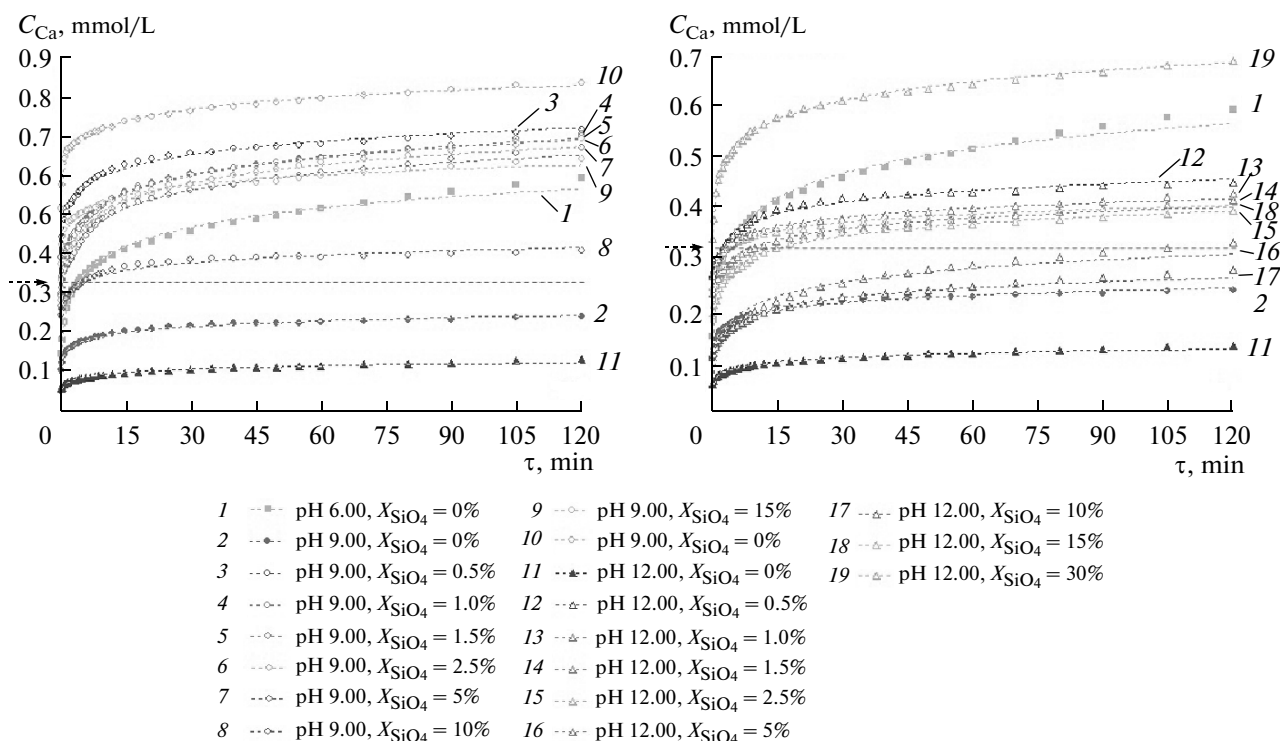 C_Ca, mmol/L
0.9
0.8
0.7
0.6
0.6
0.4
0.3
0.2
0.1
0 15 30 45 60 75 90 105 120
τ, min
10
3
4
5
6
7
9
1
8
2
11
C_Ca, mmol/L
0.7
0.6
0.5
0.4
0.3
0.2
0.1
0 15 30 45 60 75 90 105 120
τ, min
19
1
12
13
14
18
15
16
17
2
11
1 pH 6.00, X_SiO4 = 0%
2 pH 9.00, X_SiO4 = 0%
3 pH 9.00, X_SiO4 = 0.5%
4 pH 9.00, X_SiO4 = 1.0%
5 pH 9.00, X_SiO4 = 1.5%
6 pH 9.00, X_SiO4 = 2.5%
7 pH 9.00, X_SiO4 = 5%
8 pH 9.00, X_SiO4 = 10%
9 pH 9.00, X_SiO4 = 15%
10 pH 9.00, X_SiO4 = 0%
11 pH 12.00, X_SiO4 = 0%
12 pH 12.00, X_SiO4 = 0.5%
13 pH 12.00, X_SiO4 = 1.0%
14 pH 12.00, X_SiO4 = 1.5%
15 pH 12.00, X_SiO4 = 2.5%
16 pH 12.00, X_SiO4 = 5%
17 pH 12.00, X_SiO4 = 10%
18 pH 12.00, X_SiO4 = 15%
19 pH 12.00, X_SiO4 = 30%